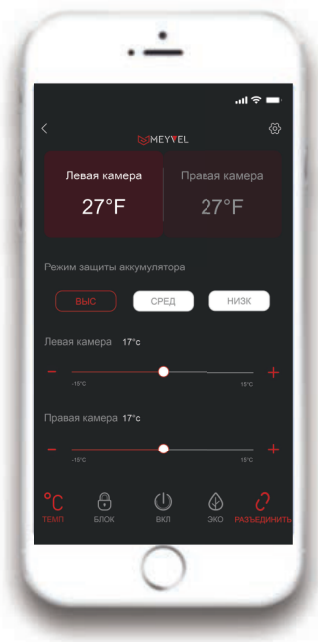 MEYVEL
Левая камера Правая камера
27°F 27°F
Режим защиты аккумулятора
ВЫС СРЕД НИЗК
Левая камера 17°c
-15°C 15°C
Правая камера 17°c
-15°C 15°C
°C
ТЕМП БЛОК ВКЛ ЭКО РАЗЪЕДИНИТЬ